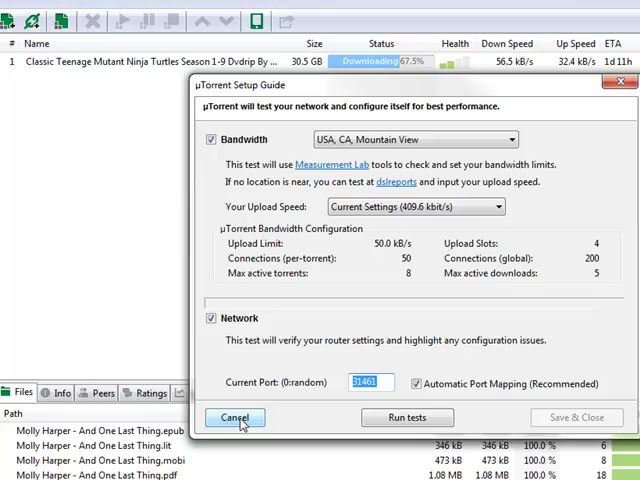 # Name Size Status Health Down Speed Up Speed ETA
1 Classic Teenage Mutant Ninja Turtles Season 1-9 Dvdrip By ... 30.5 GB Downloading 67.5% 56.5 kB/s 32.4 kB/s 1d 11h
µTorrent Setup Guide
µTorrent will test your network and configure itself for best performance.
Bandwidth USA, CA, Mountain View
This test will use Measurement Lab tools to check and set your bandwidth limits.
If no location is near, you can test at dslreports and input your upload speed.
Your Upload Speed: Current Settings (409.6 kbit/s)
µTorrent Bandwidth Configuration
Upload Limit: 50.0 kB/s Upload Slots: 4
Connections (per-torrent): 50 Connections (global): 200
Max active torrents: 8 Max active downloads: 5
Network
This test will verify your router settings and highlight any configuration issues.
Current Port: (0:random) 31461 Automatic Port Mapping (Recommended)
Cancel Run tests Save & Close
Files Info Peers Ratings
Path
Molly Harper - And One Last Thing.epub
Molly Harper - And One Last Thing.lit 346 kB 346 kB 100.0 % 6
Molly Harper - And One Last Thing.mobi 473 kB 473 kB 100.0 % 8
Molly Harper - And One Last Thing.pdf 1.08 MB 1.08 MB 100.0 % 18